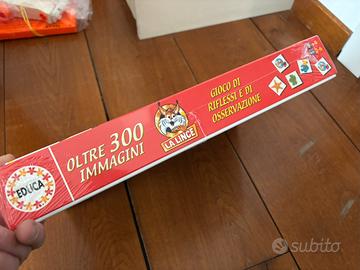 EDUCA
OLTRE 300
IMMAGINI
LA LINCE
GIOCO DI
RIFLESSI E DI
OSSERVAZIONE
subito